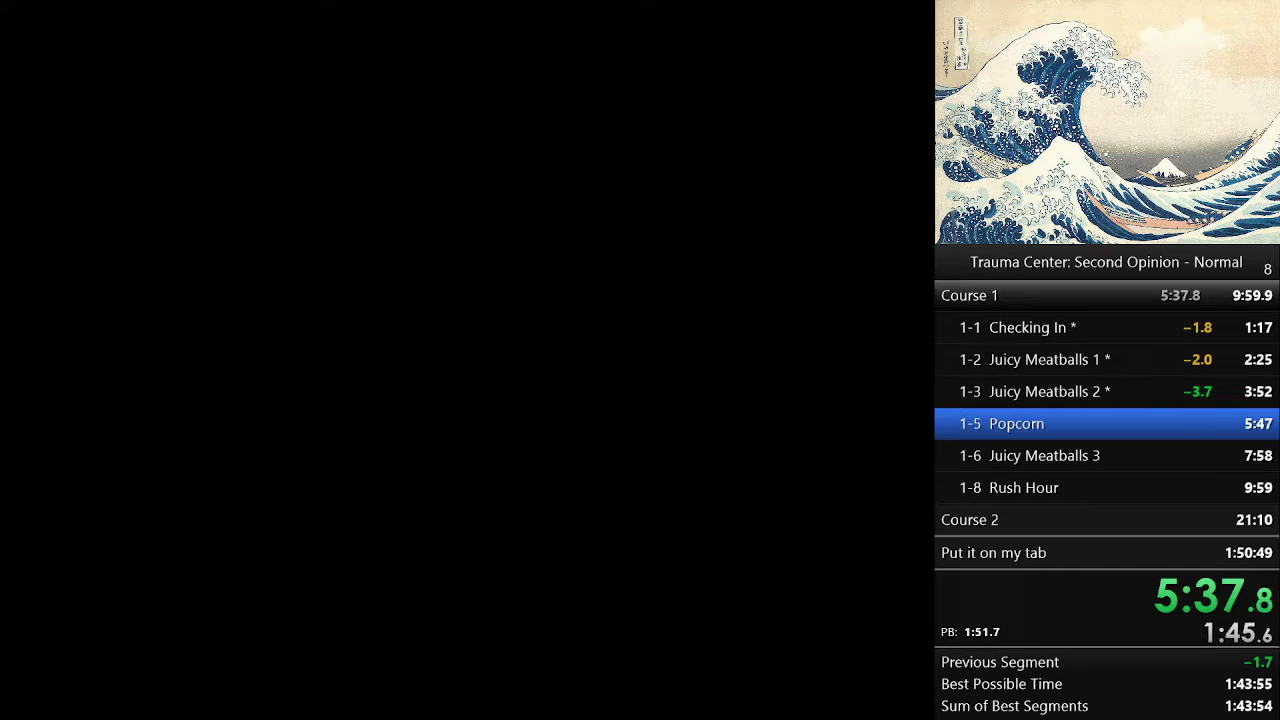 Trauma Center: Second Opinion - Normal
8
Course 1 5:37.8 9:59.9
1-1 Checking In * −1.8 1:17
1-2 Juicy Meatballs 1 * −2.0 2:25
1-3 Juicy Meatballs 2 * −3.7 3:52
1-5 Popcorn 5:47
1-6 Juicy Meatballs 3 7:58
1-8 Rush Hour 9:59
Course 2 21:10
Put it on my tab 1:50:49
5:37.8
PB: 1:51.7 1:45.6
Previous Segment −1.7
Best Possible Time 1:43:55
Sum of Best Segments 1:43:54